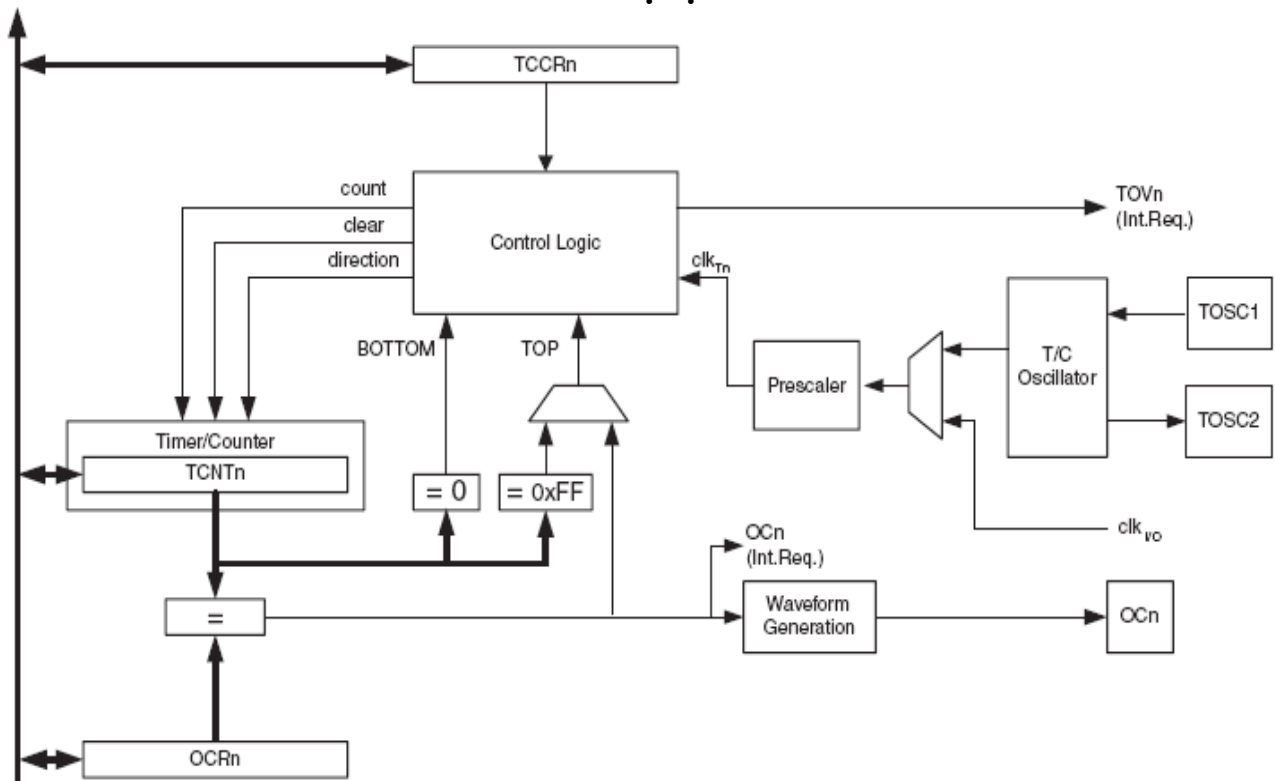 TCCRn
count
clear
direction
Control Logic
TOVn
(Int.Req.)
clkTn
BOTTOM
TOP
Prescaler
T/C
Oscillator
TOSC1
TOSC2
Timer/Counter
TCNTn
= 0
= 0xFF
clkI/O
OCn
(Int.Req.)
=
Waveform
Generation
OCn
OCRn